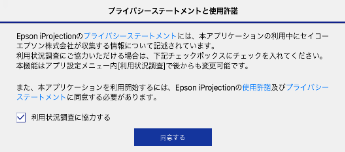 プライバシーステートメントと使用許諾
Epson iProjectionのプライバシーステートメントには、本アプリケーションの利用中にセイコー
エプソン株式会社が収集する情報について記述されています。
利用状況調査にご協力いただける場合は、下記チェックボックスにチェックを入れてください。
本機能はアプリ設定メニュー内[利用状況調査]で後からも変更可能です。
また、本アプリケーションを利用開始するには、Epson iProjectionの使用許諾及びプライバシ
ーステートメントに同意する必要があります。
利用状況調査に協力する
同意する